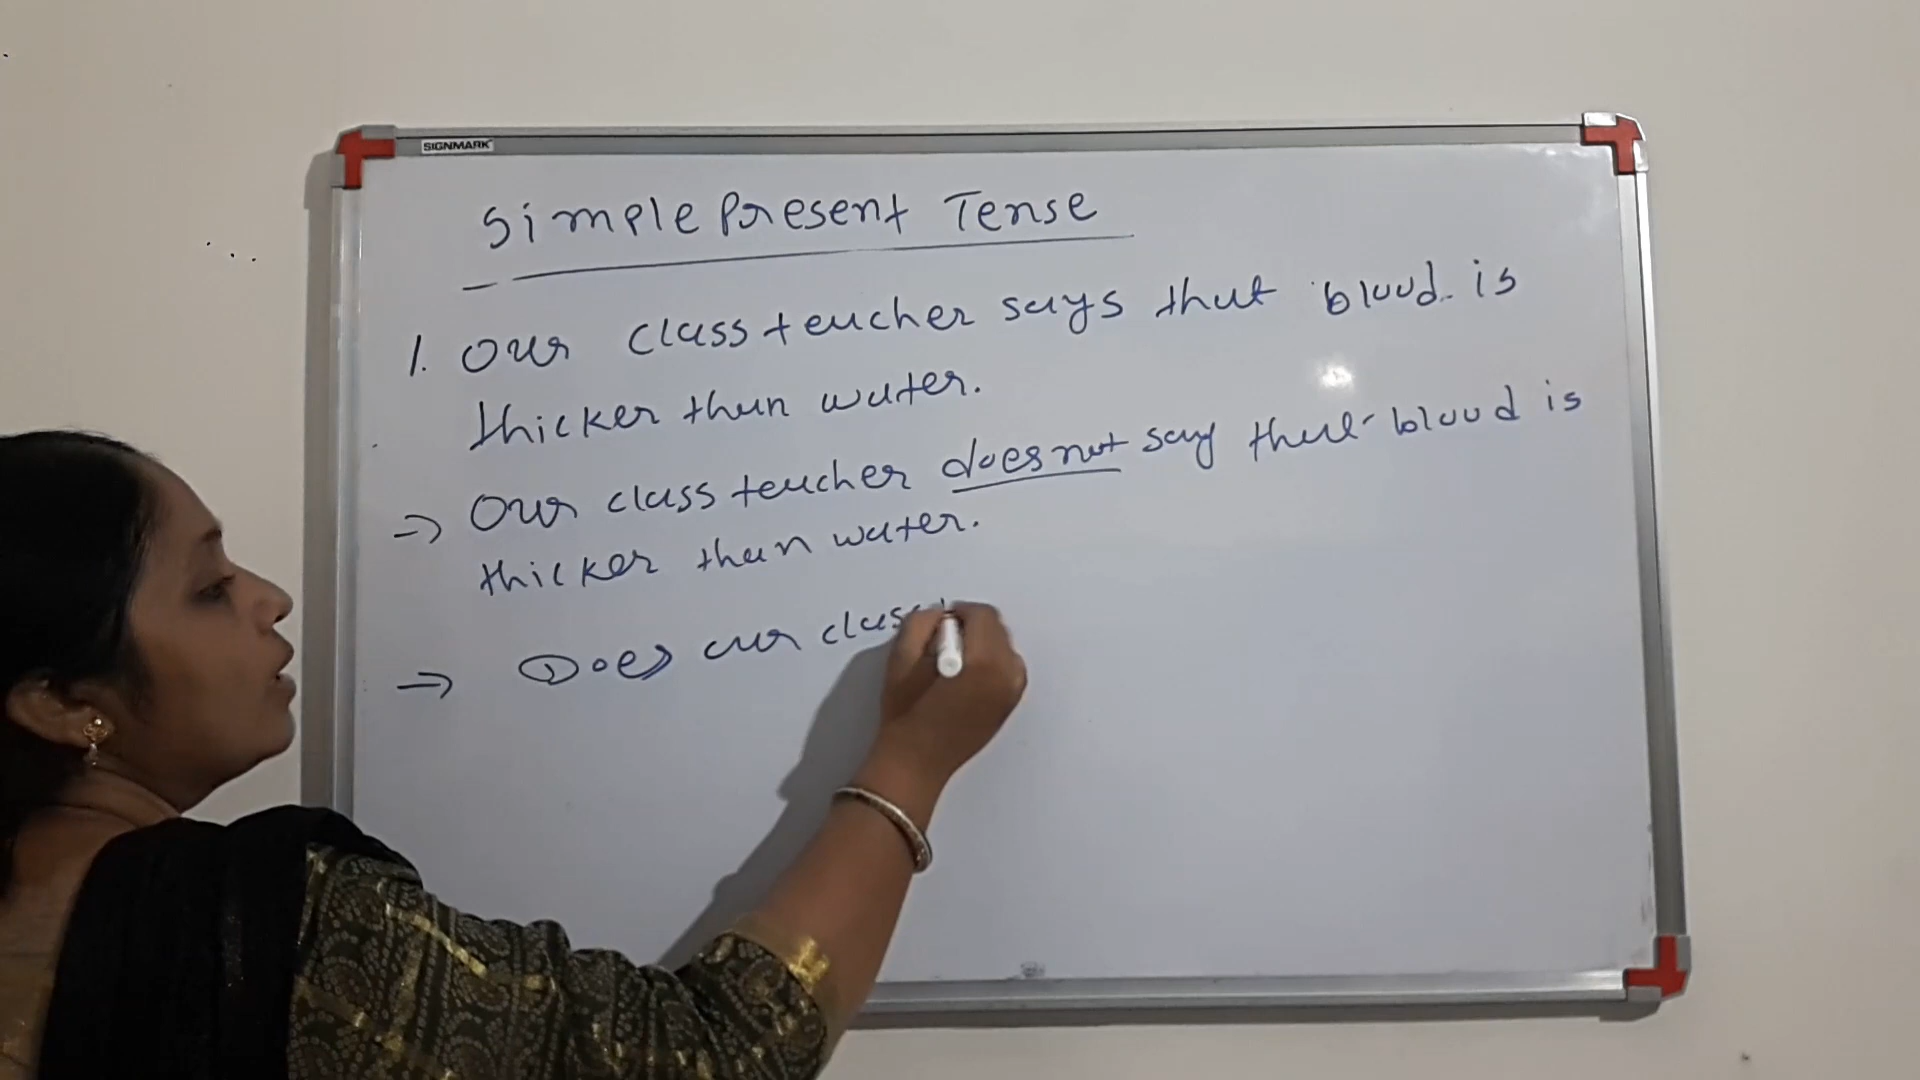 SIGNMARK
Simple Present Tense
1. Our class teacher says that blood is
thicker than water.
→ Our class teacher does not say that blood is
thicker than water.
→ Does our class